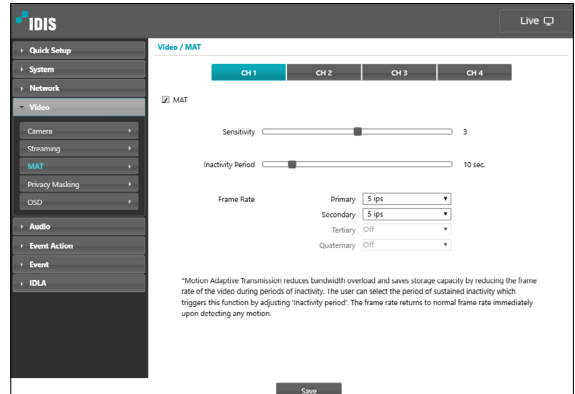 IDIS
Live
Quick Setup
System
Network
Video
Camera
Streaming
MAT
Privacy Masking
OSD
Audio
Event Action
Event
IDLA
Video / MAT
CH 1 CH 2 CH 3 CH 4
MAT
Sensitivity 3
Inactivity Period 10 sec.
Frame Rate Primary 5 ips
Secondary 5 ips
Tertiary Off
Quaternary Off
*Motion Adaptive Transmission reduces bandwidth overload and saves storage capacity by reducing the frame
rate of the video during periods of inactivity. The user can select the period of sustained inactivity which
triggers this function by adjusting 'Inactivity period'. The frame rate returns to normal frame rate immediately
upon detecting any motion.
Save